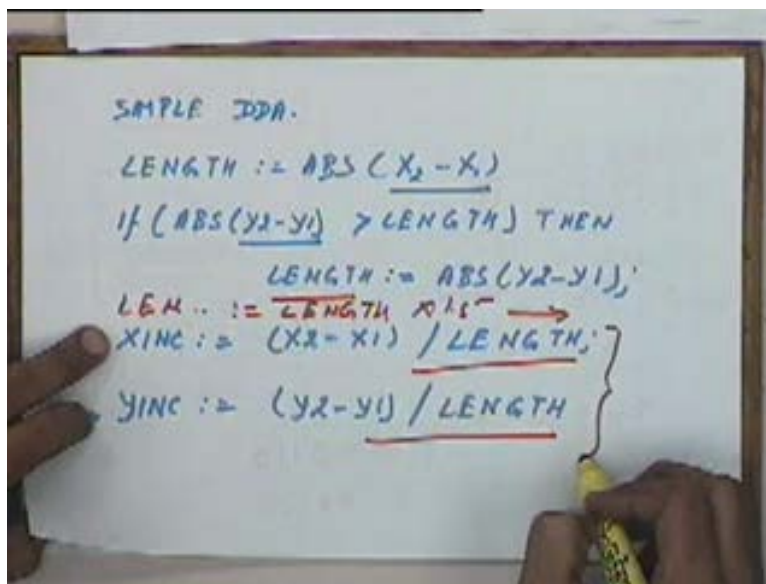 SIMPLE DDA.
LENGTH := ABS (X2 - X1)
If (ABS(Y2-Y1) > LENGTH) THEN
LENGTH := ABS(Y2-Y1);
LEN.. := LENGTH
XINC := (X2-X1) / LENGTH;
YINC := (Y2-Y1) / LENGTH